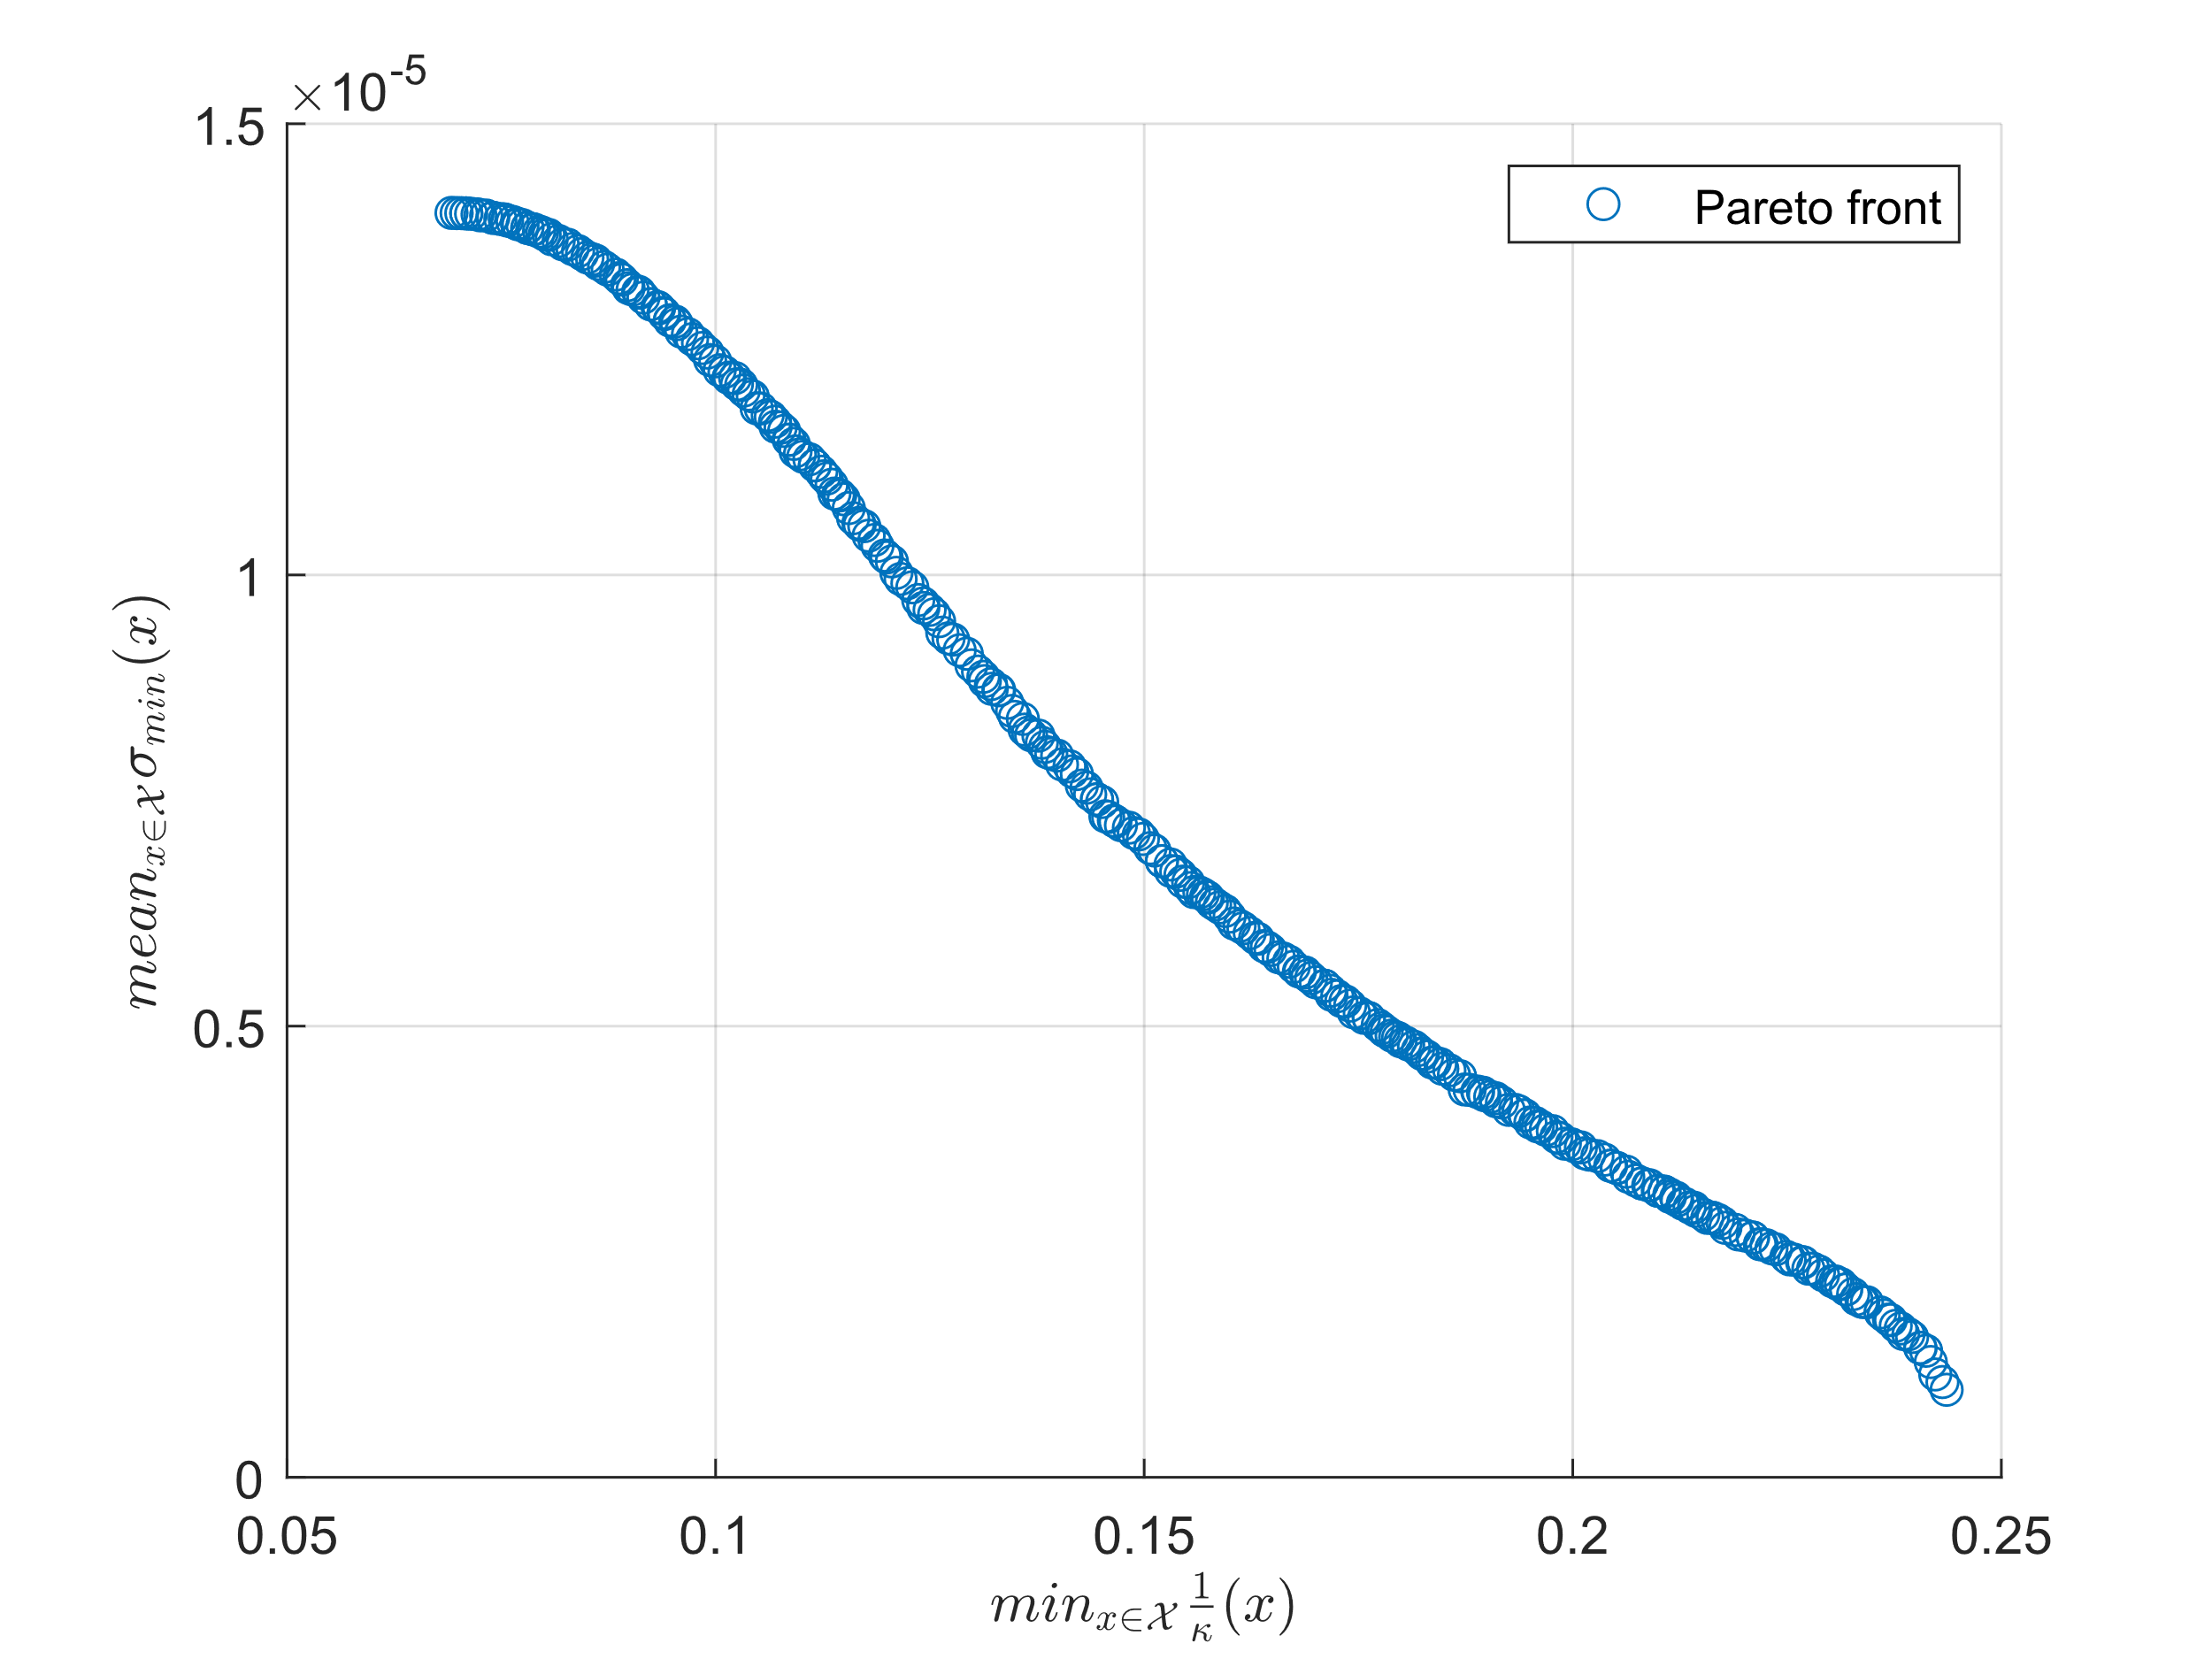 ×10-5
1.5
Pareto front
1
0.5
0
0.05 0.1 0.15 0.2 0.25
mean_{x∈χ} σ_{min}(x)
min_{x∈χ} \frac{1}{κ}(x)